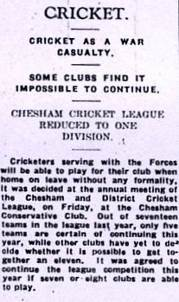 CRICKET.
CRICKET AS A WAR
CASUALTY.
SOME CLUBS FIND IT
IMPOSSIBLE TO CONTINUE.
CHESHAM CRICKET LEAGUE
REDUCED TO ONE
DIVISION.
Cricketers serving with the Forces
will be able to play for their club when
home on leave without any formality,
it was decided at the annual meeting of
the Chesham and District Cricket
League, on Friday, at the Chesham
Conservative Club. Out of seventeen
teams in the league last year, only five
teams are certain of continuing this
year, while other clubs have yet to de-
cide whether it is possible to get to-
gether an eleven. It was agreed to
continue the league competition this
year if seven or eight clubs are able
to play.